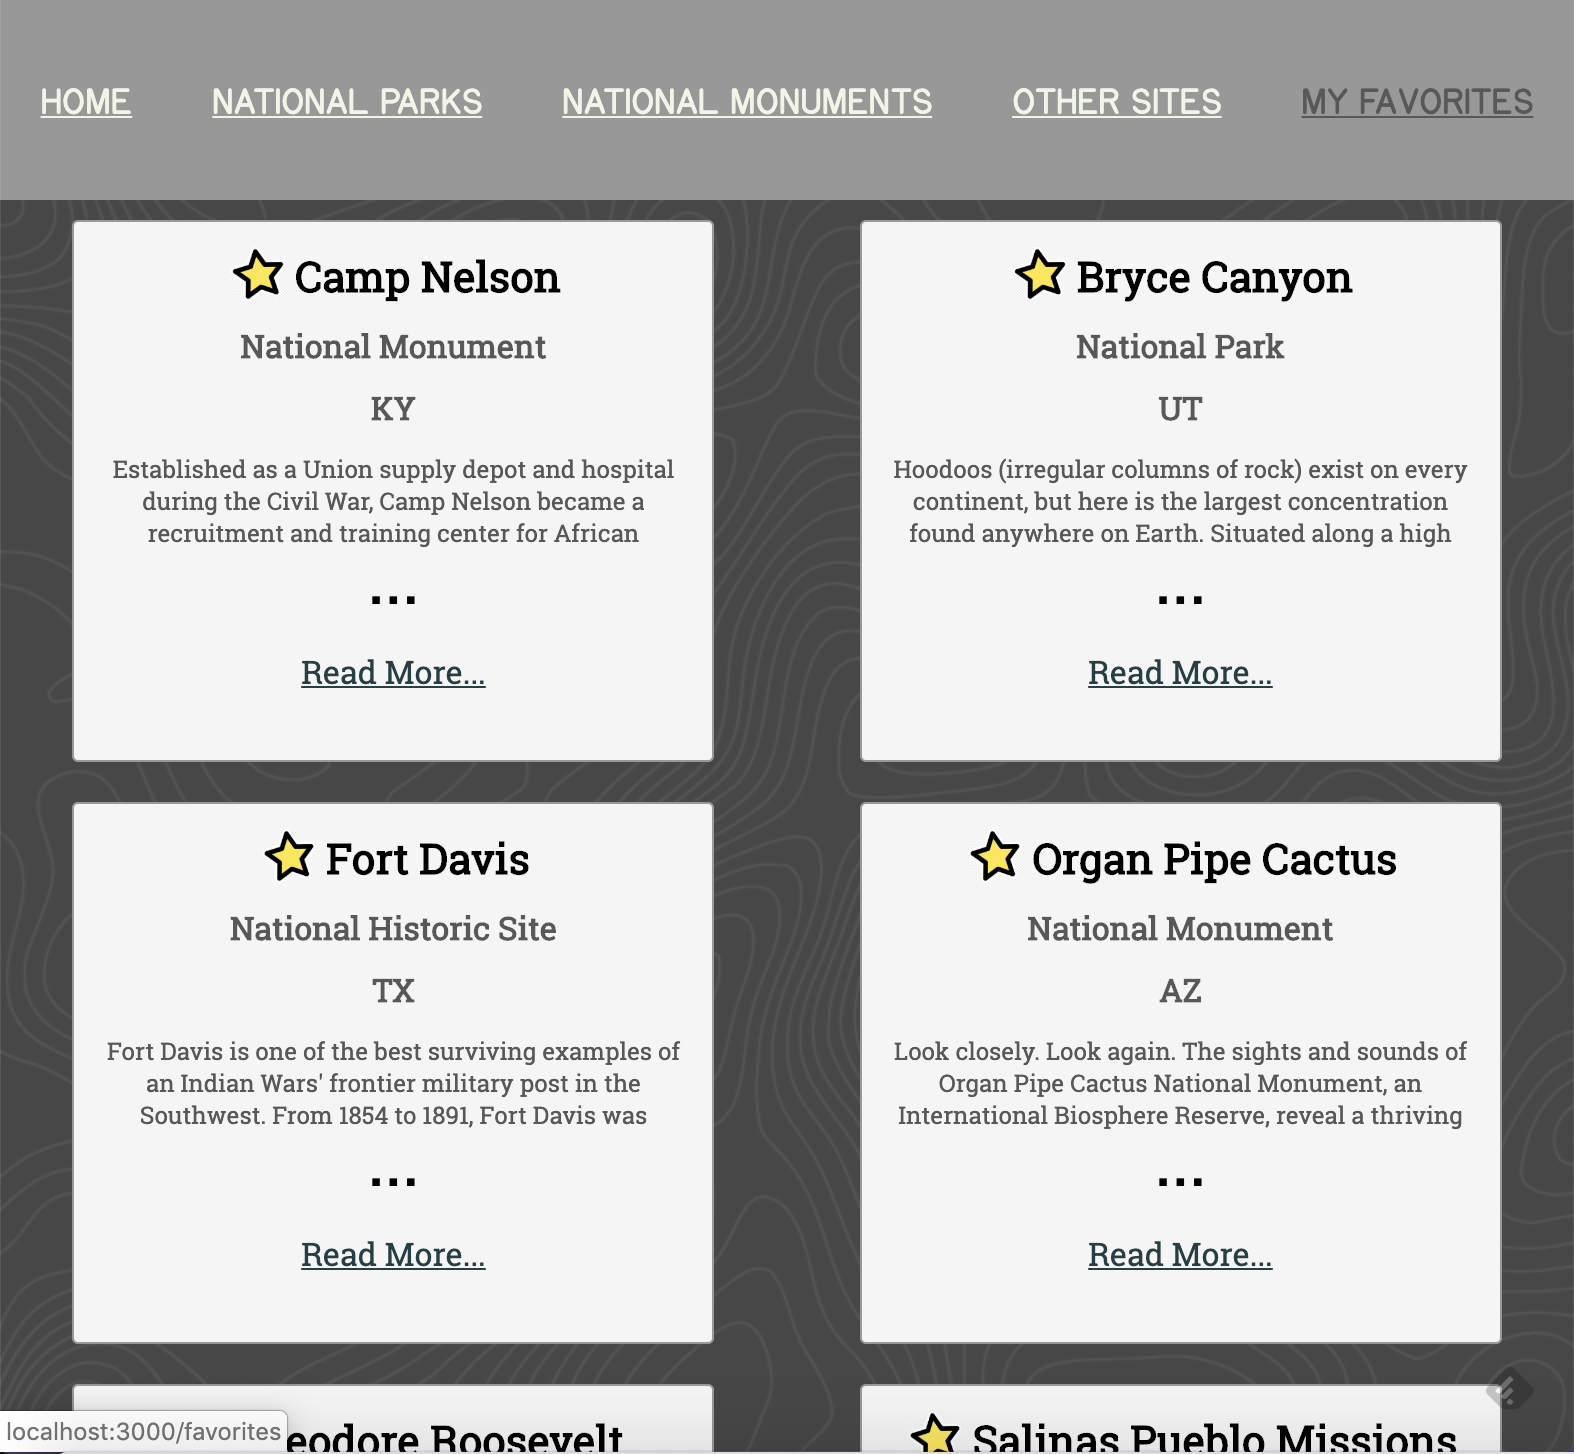 HOME NATIONAL PARKS NATIONAL MONUMENTS OTHER SITES MY FAVORITES
Camp Nelson
National Monument
KY
Established as a Union supply depot and hospital
during the Civil War, Camp Nelson became a
recruitment and training center for African
...
Read More...
Bryce Canyon
National Park
UT
Hoodoos (irregular columns of rock) exist on every
continent, but here is the largest concentration
found anywhere on Earth. Situated along a high
...
Read More...
Fort Davis
National Historic Site
TX
Fort Davis is one of the best surviving examples of
an Indian Wars' frontier military post in the
Southwest. From 1854 to 1891, Fort Davis was
...
Read More...
Organ Pipe Cactus
National Monument
AZ
Look closely. Look again. The sights and sounds of
Organ Pipe Cactus National Monument, an
International Biosphere Reserve, reveal a thriving
...
Read More...
eodore Roosevelt
Salinas Pueblo Missions
localhost:3000/favorites